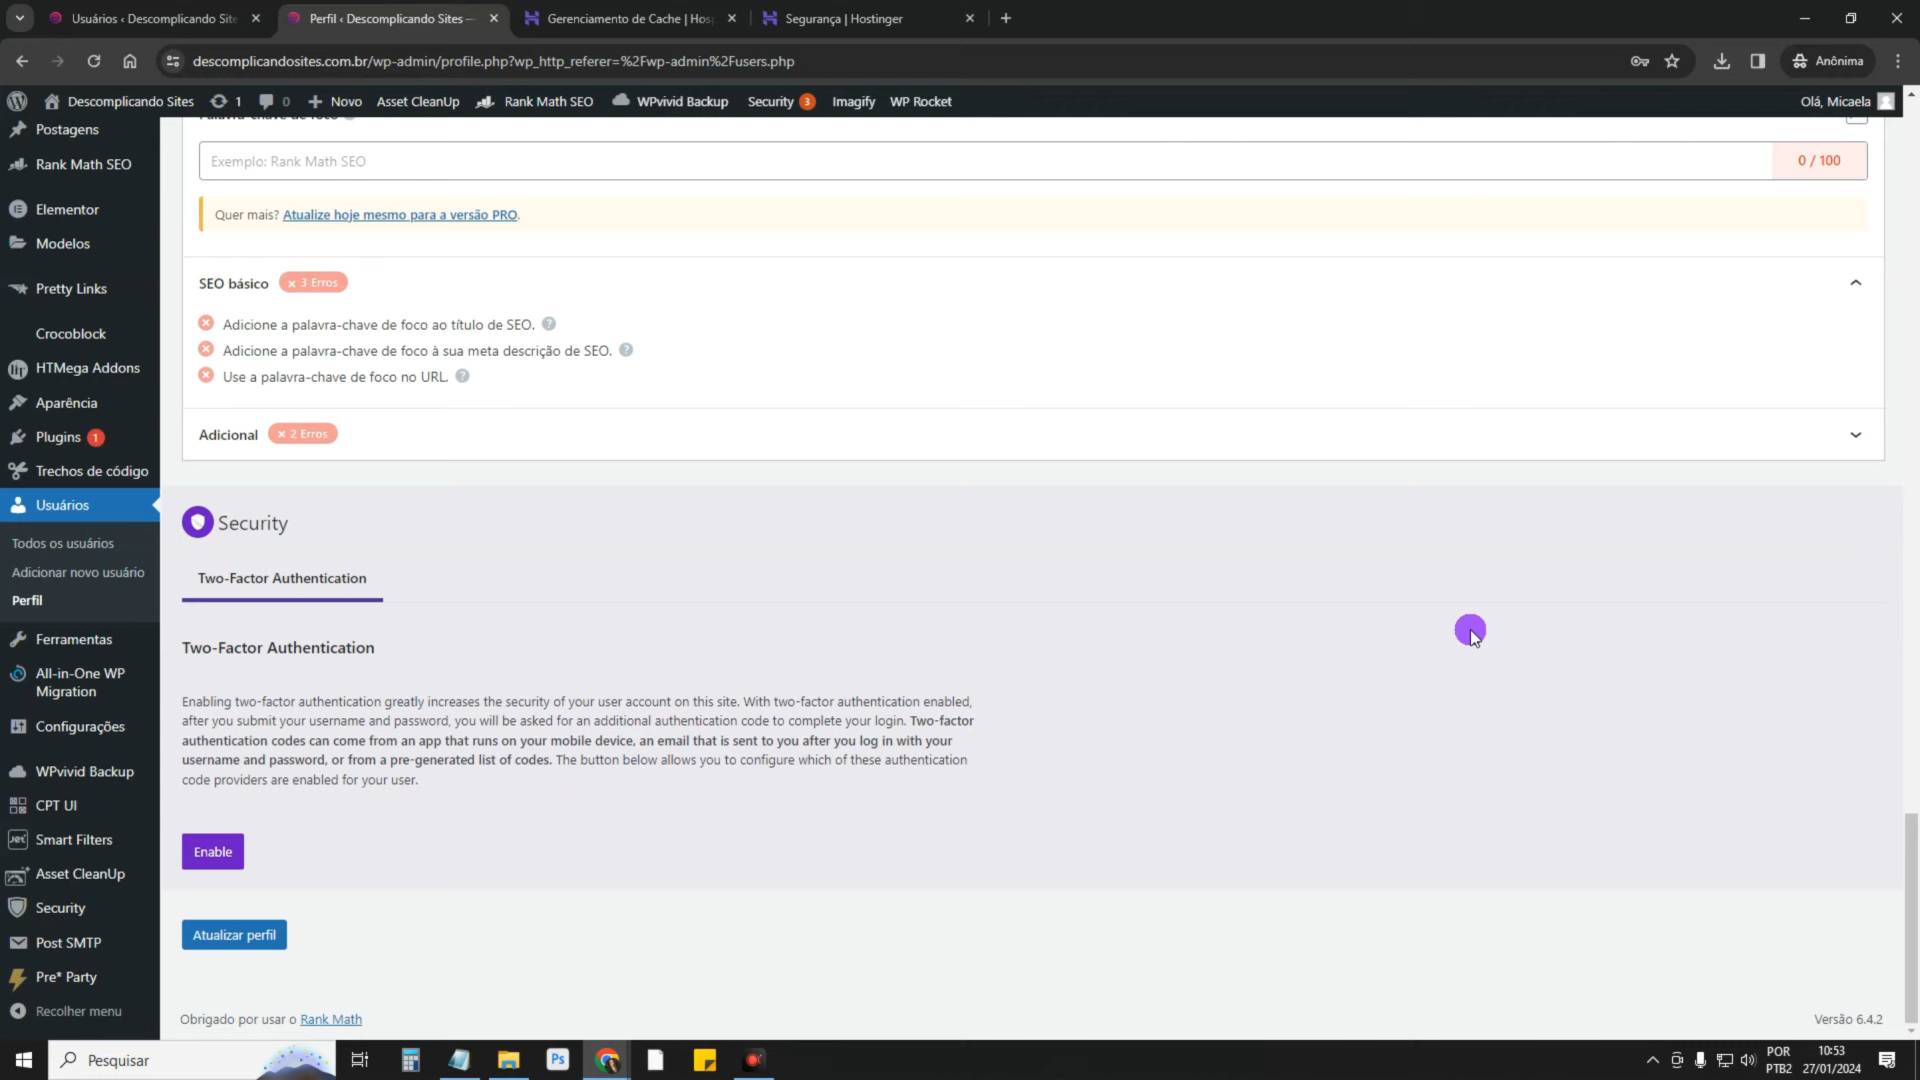 Usuários ‹ Descomplicando Site
Perfil ‹ Descomplicando Sites —
Gerenciamento de Cache | Hos
Segurança | Hostinger
descomplicandosites.com.br/wp-admin/profile.php?wp_http_referer=%2Fwp-admin%2Fusers.php
Anônima
Descomplicando Sites
1
0
Novo
Asset CleanUp
Rank Math SEO
WPvivid Backup
Security 3
Imagify
WP Rocket
Olá, Micaela
Postagens
Rank Math SEO
Elementor
Modelos
Pretty Links
Crocoblock
HTMega Addons
Aparência
Plugins 1
Trechos de código
Usuários
Todos os usuários
Adicionar novo usuário
Perfil
Ferramentas
All-in-One WP
Migration
Configurações
WPvivid Backup
CPT UI
Smart Filters
Asset CleanUp
Security
Post SMTP
Pre* Party
Recolher menu
Palavra-chave de foco
Exemplo: Rank Math SEO
0 / 100
Quer mais? Atualize hoje mesmo para a versão PRO.
SEO básico × 3 Erros
Adicione a palavra-chave de foco ao título de SEO.
Adicione a palavra-chave de foco à sua meta descrição de SEO.
Use a palavra-chave de foco no URL.
Adicional × 2 Erros
Security
Two-Factor Authentication
Two-Factor Authentication
Enabling two-factor authentication greatly increases the security of your user account on this site. With two-factor authentication enabled,
after you submit your username and password, you will be asked for an additional authentication code to complete your login. Two-factor
authentication codes can come from an app that runs on your mobile device, an email that is sent to you after you log in with your
username and password, or from a pre-generated list of codes. The button below allows you to configure which of these authentication
code providers are enabled for your user.
Enable
Atualizar perfil
Obrigado por usar o Rank Math
Versão 6.4.2
Pesquisar
Ps
POR
PTB2
10:53
27/01/2024